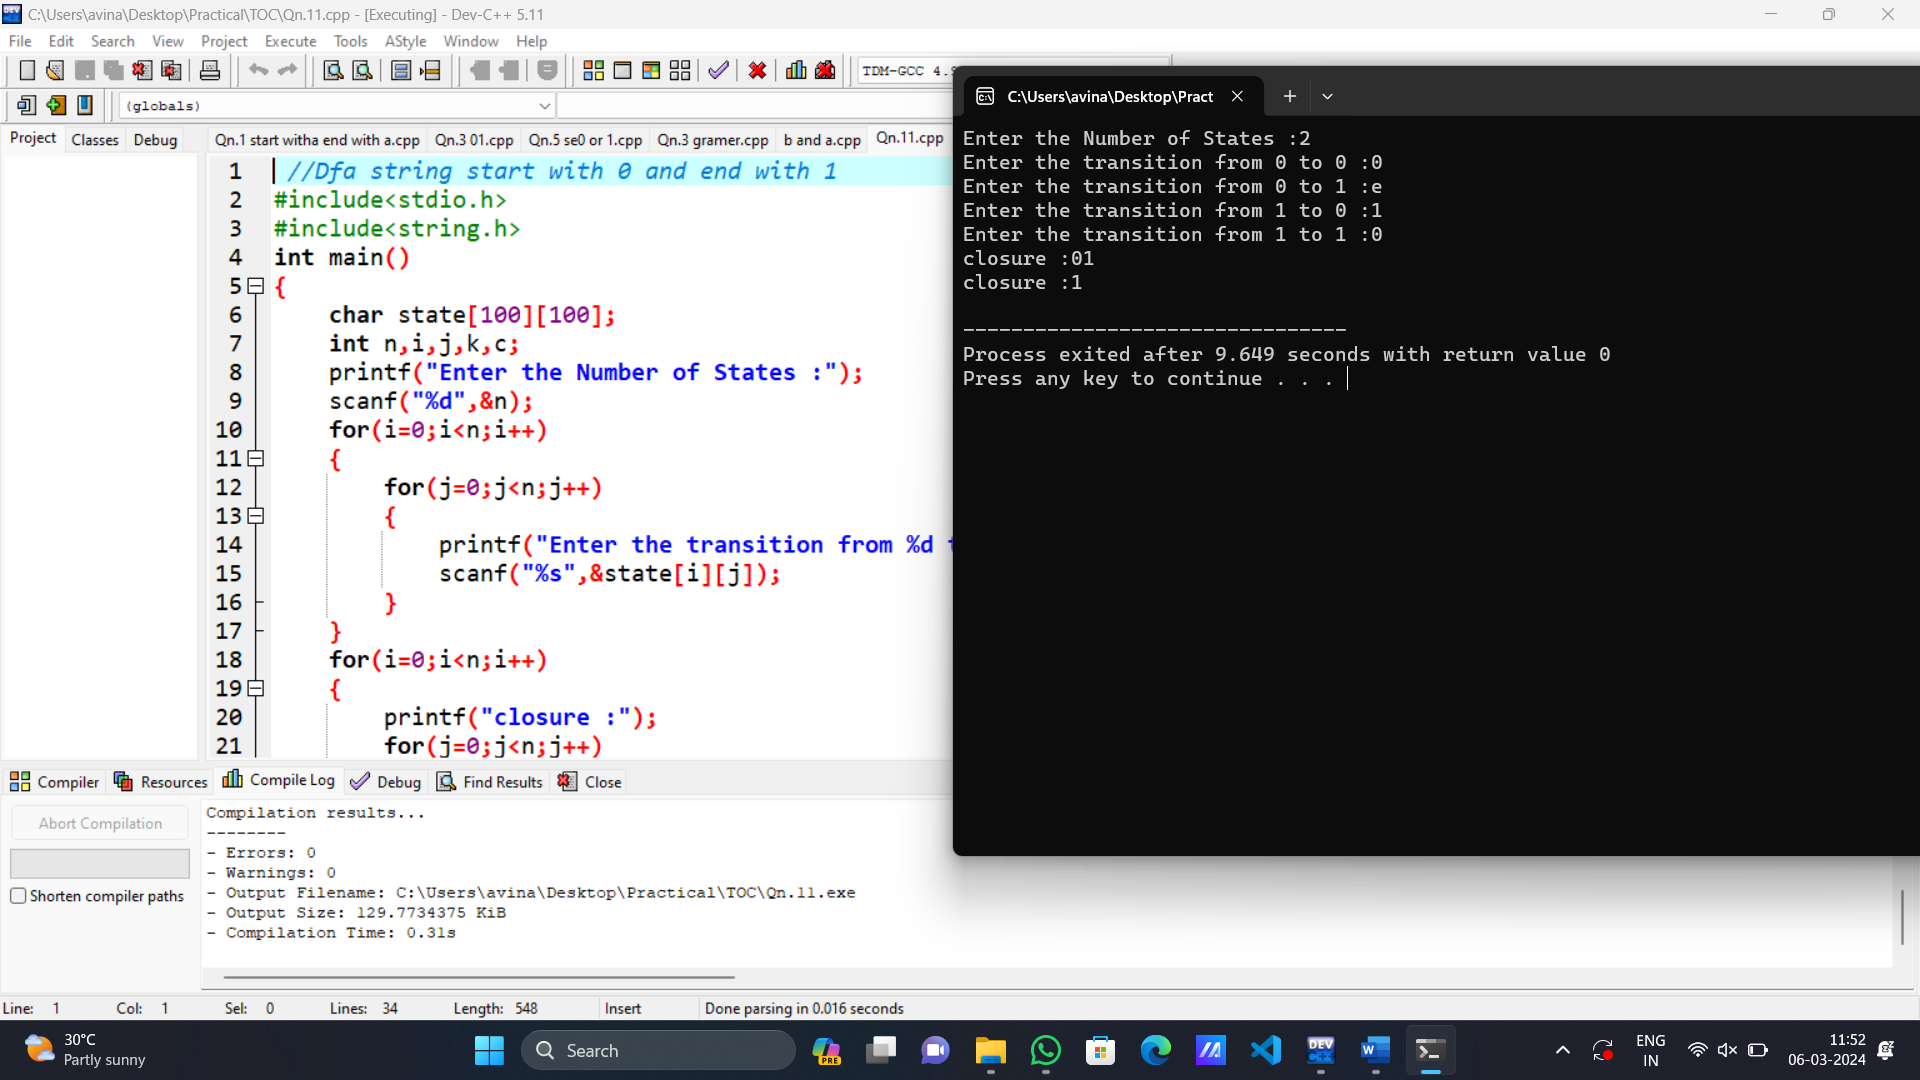 C:\Users\avina\Desktop\Practical\TOC\Qn.11.cpp - [Executing] - Dev-C++ 5.11
File Edit Search View Project Execute Tools AStyle Window Help
TDM-GCC 4.
(globals)
Project Classes Debug
Qn.1 start witha end with a.cpp Qn.3 01.cpp Qn.5 se0 or 1.cpp Qn.3 gramer.cpp b and a.cpp Qn.11.cpp
1 //Dfa string start with 0 and end with 1
2 #include<stdio.h>
3 #include<string.h>
4 int main()
5 {
6 char state[100][100];
7 int n,i,j,k,c;
8 printf("Enter the Number of States :");
9 scanf("%d",&n);
10 for(i=0;i<n;i++)
11 {
12 for(j=0;j<n;j++)
13 {
14 printf("Enter the transition from %d
15 scanf("%s",&state[i][j]);
16 }
17 }
18 for(i=0;i<n;i++)
19 {
20 printf("closure :");
21 for(j=0;j<n;j++)
C:\Users\avina\Desktop\Pract
Enter the Number of States :2
Enter the transition from 0 to 0 :0
Enter the transition from 0 to 1 :e
Enter the transition from 1 to 0 :1
Enter the transition from 1 to 1 :0
closure :01
closure :1
--------------------------------
Process exited after 9.649 seconds with return value 0
Press any key to continue . . .
Compiler Resources Compile Log Debug Find Results Close
Abort Compilation
Shorten compiler paths
Compilation results...
--------
- Errors: 0
- Warnings: 0
- Output Filename: C:\Users\avina\Desktop\Practical\TOC\Qn.11.exe
- Output Size: 129.7734375 KiB
- Compilation Time: 0.31s
Line: 1 Col: 1 Sel: 0 Lines: 34 Length: 548 Insert Done parsing in 0.016 seconds
30°C
Partly sunny
Search
PRE
DEV
ENG
IN
11:52
06-03-2024